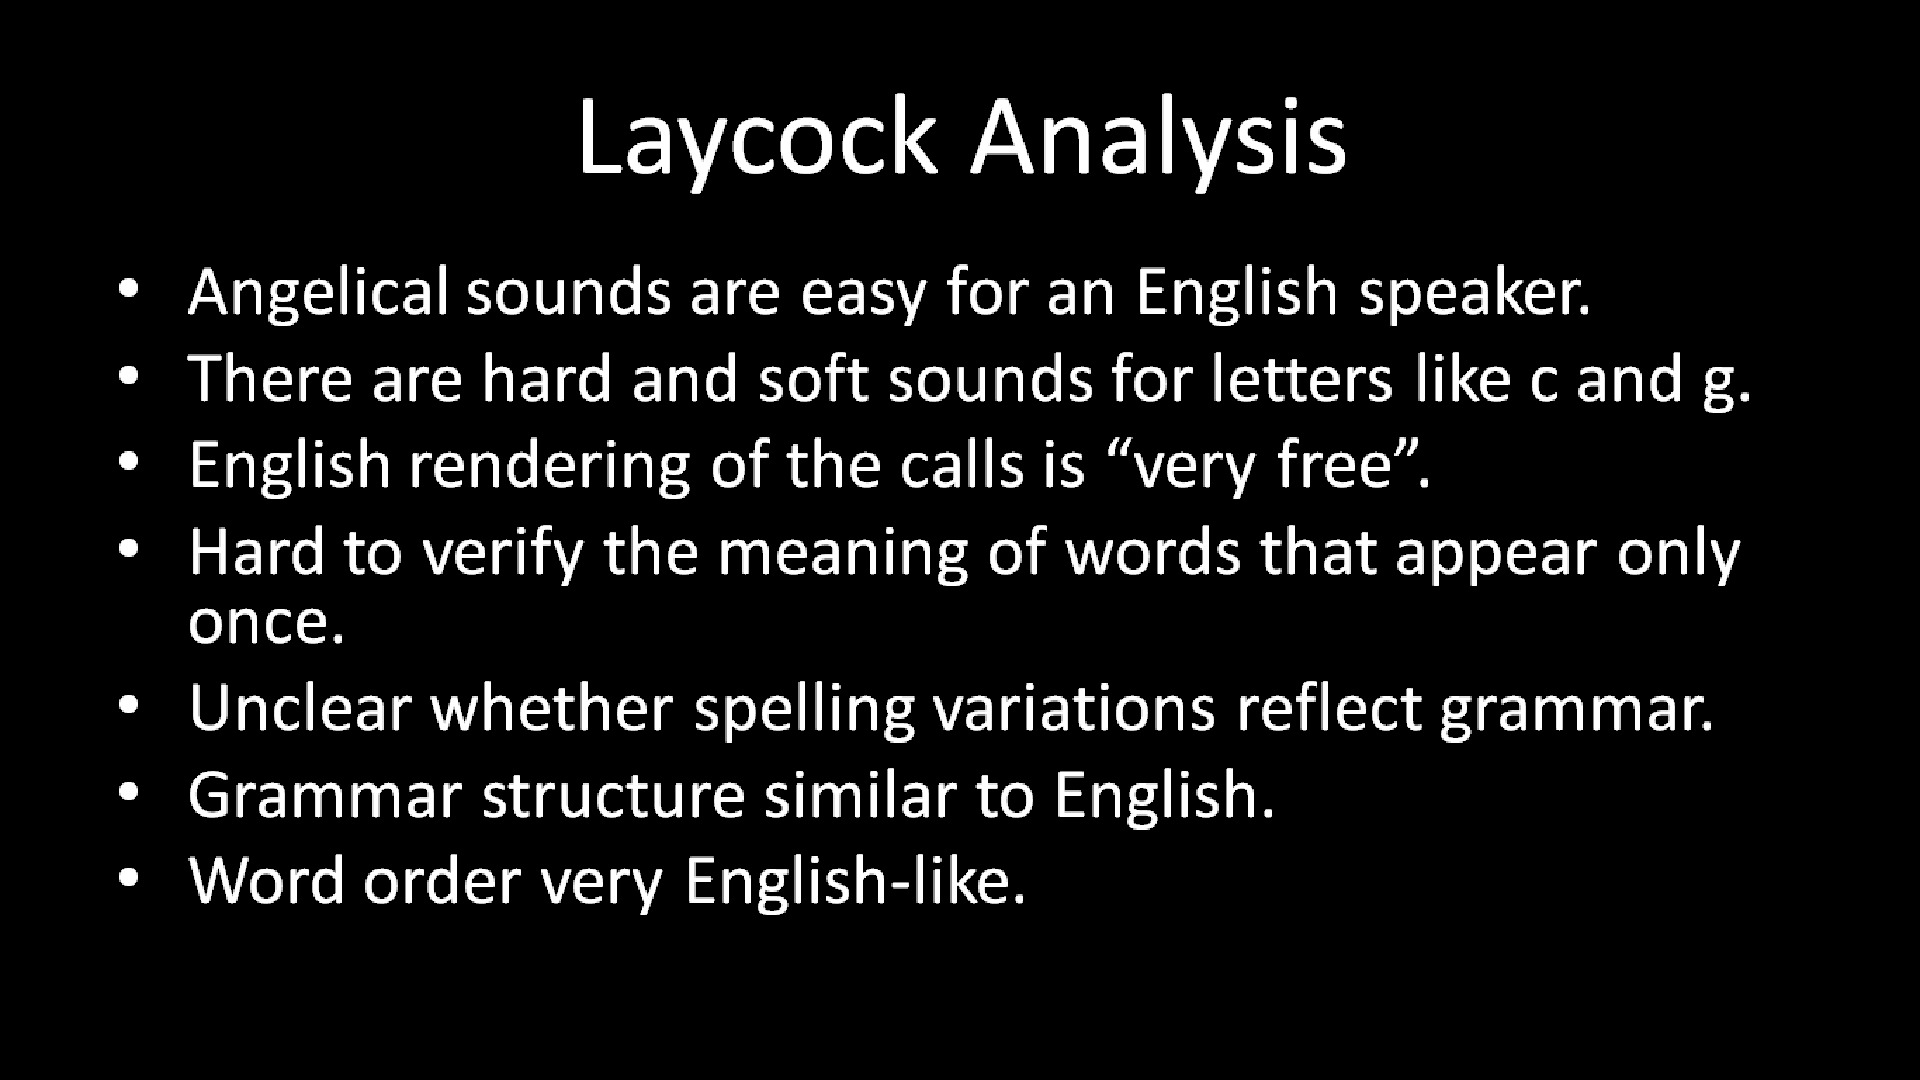 Laycock Analysis
• Angelical sounds are easy for an English speaker.
• There are hard and soft sounds for letters like c and g.
• English rendering of the calls is “very free”.
• Hard to verify the meaning of words that appear only
once.
• Unclear whether spelling variations reflect grammar.
• Grammar structure similar to English.
• Word order very English-like.